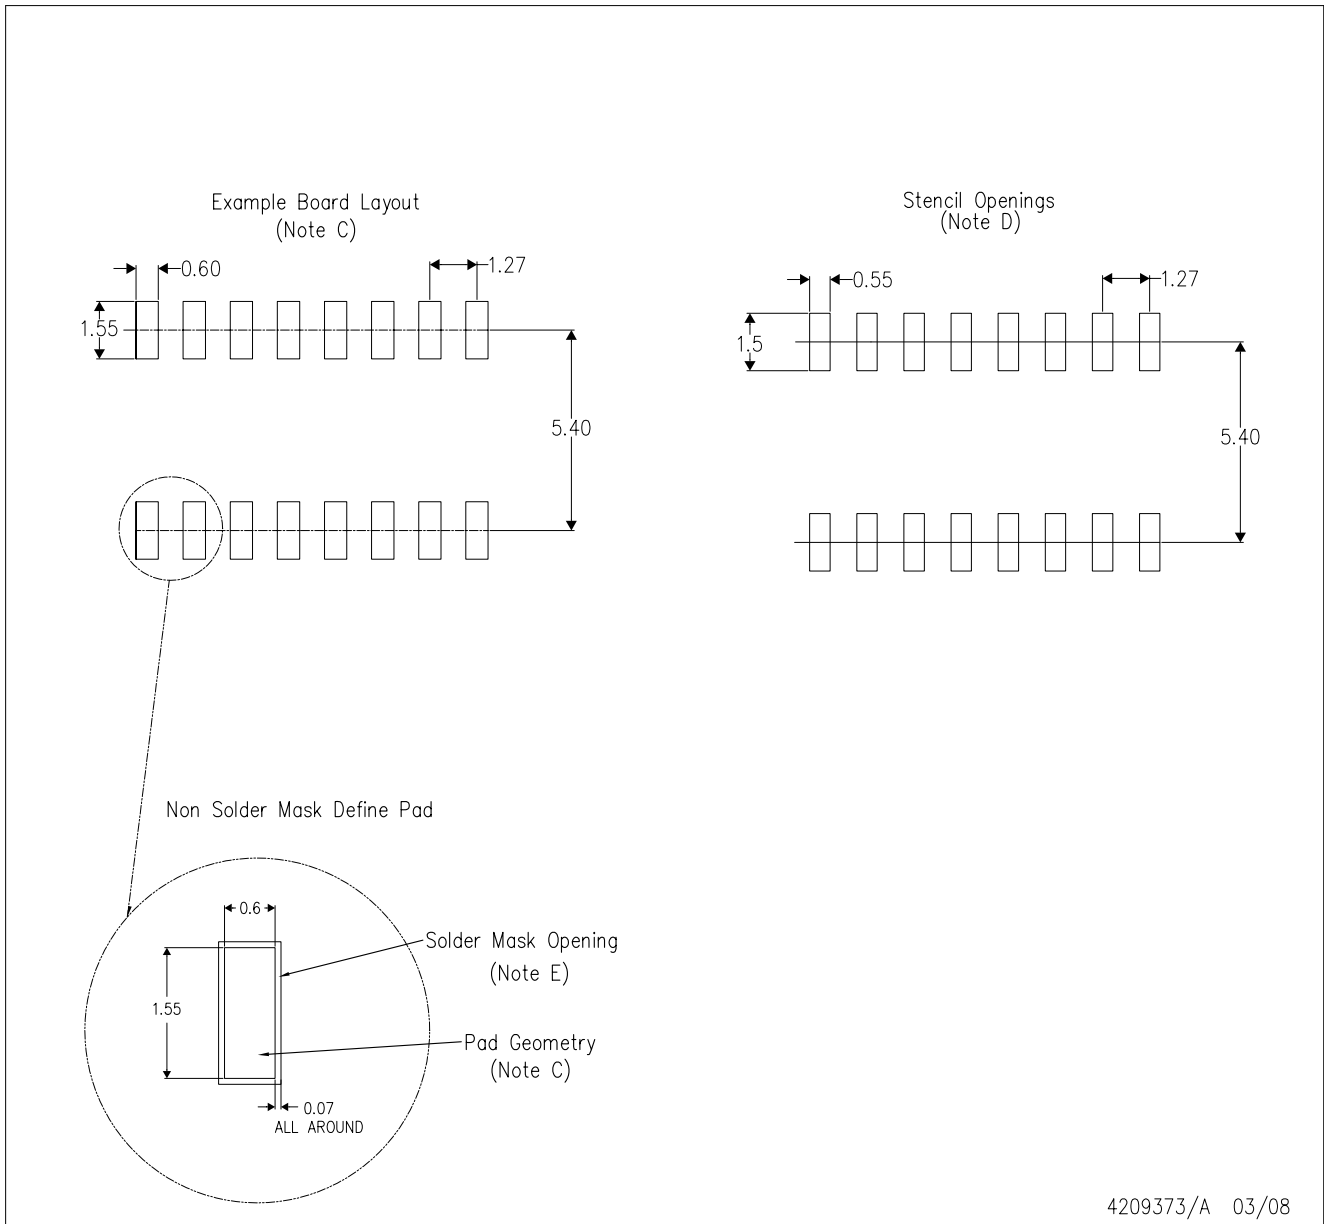 Example Board Layout
(Note C)
0.60
1.27
1.55
5.40
Stencil Openings
(Note D)
0.55
1.27
1.5
5.40
Non Solder Mask Define Pad
0.6
1.55
Solder Mask Opening
(Note E)
Pad Geometry
(Note C)
0.07
ALL AROUND
4209373/A 03/08